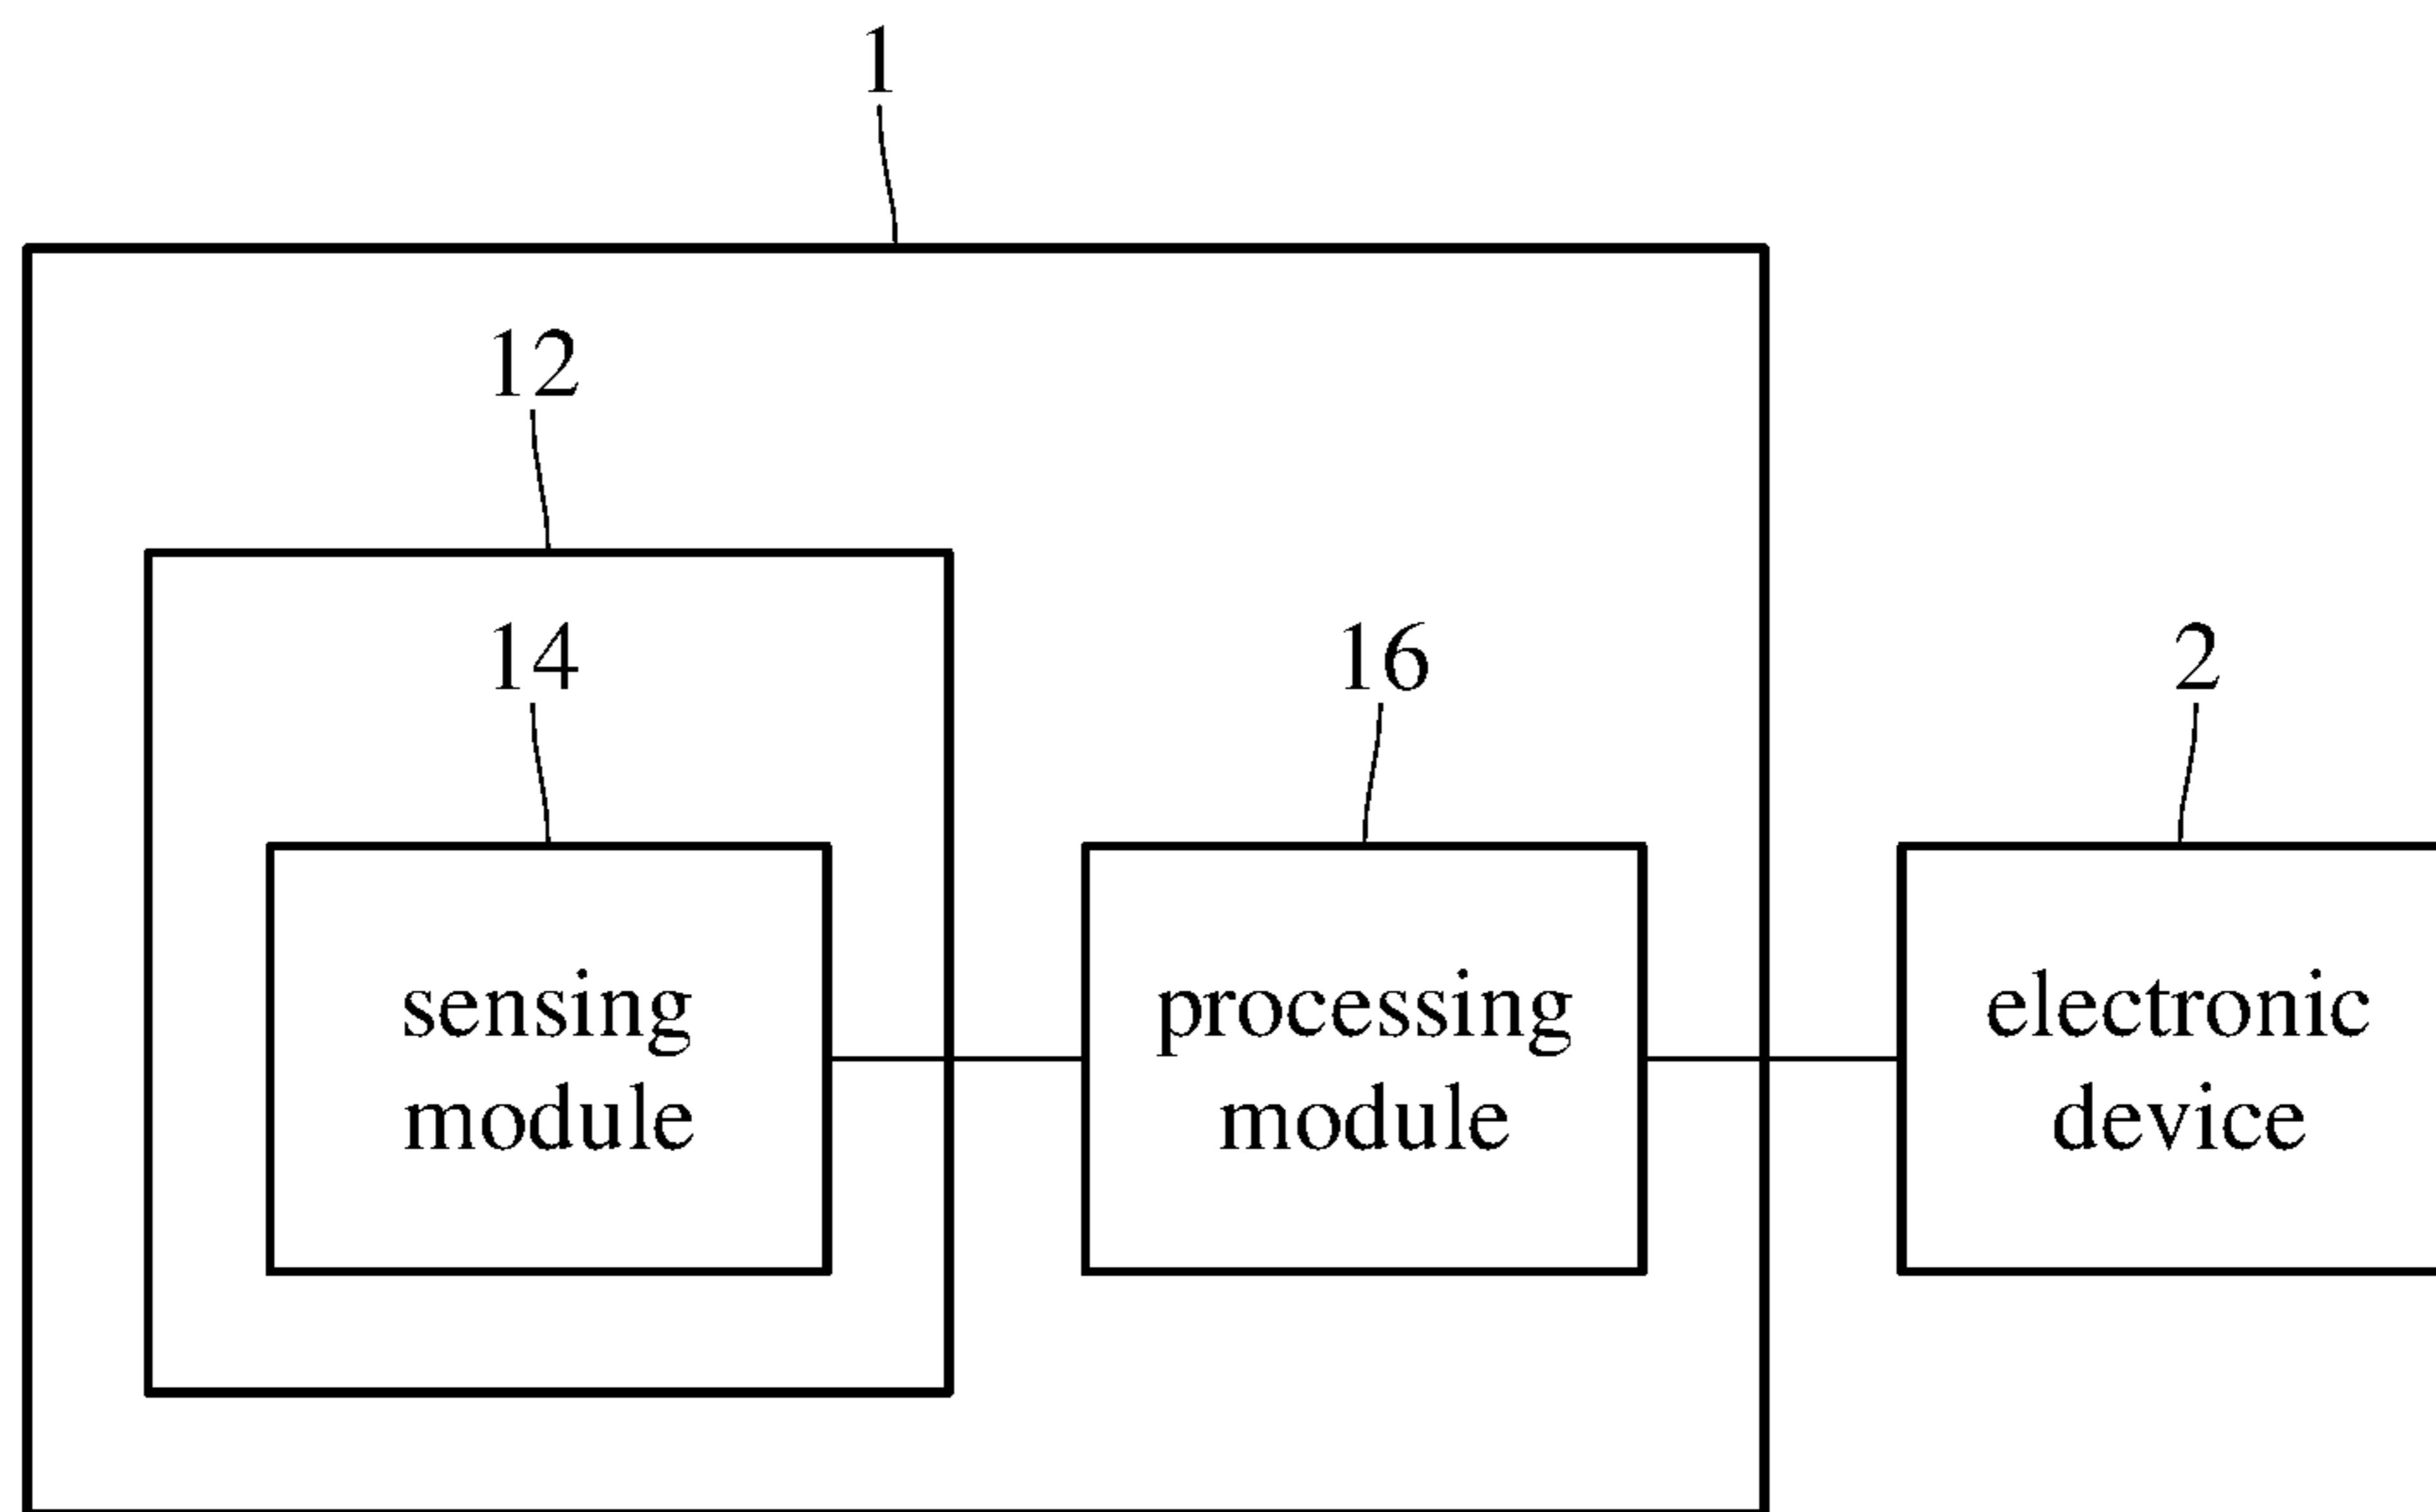 1
12
14
16
2
sensing
module
processing
module
electronic
device